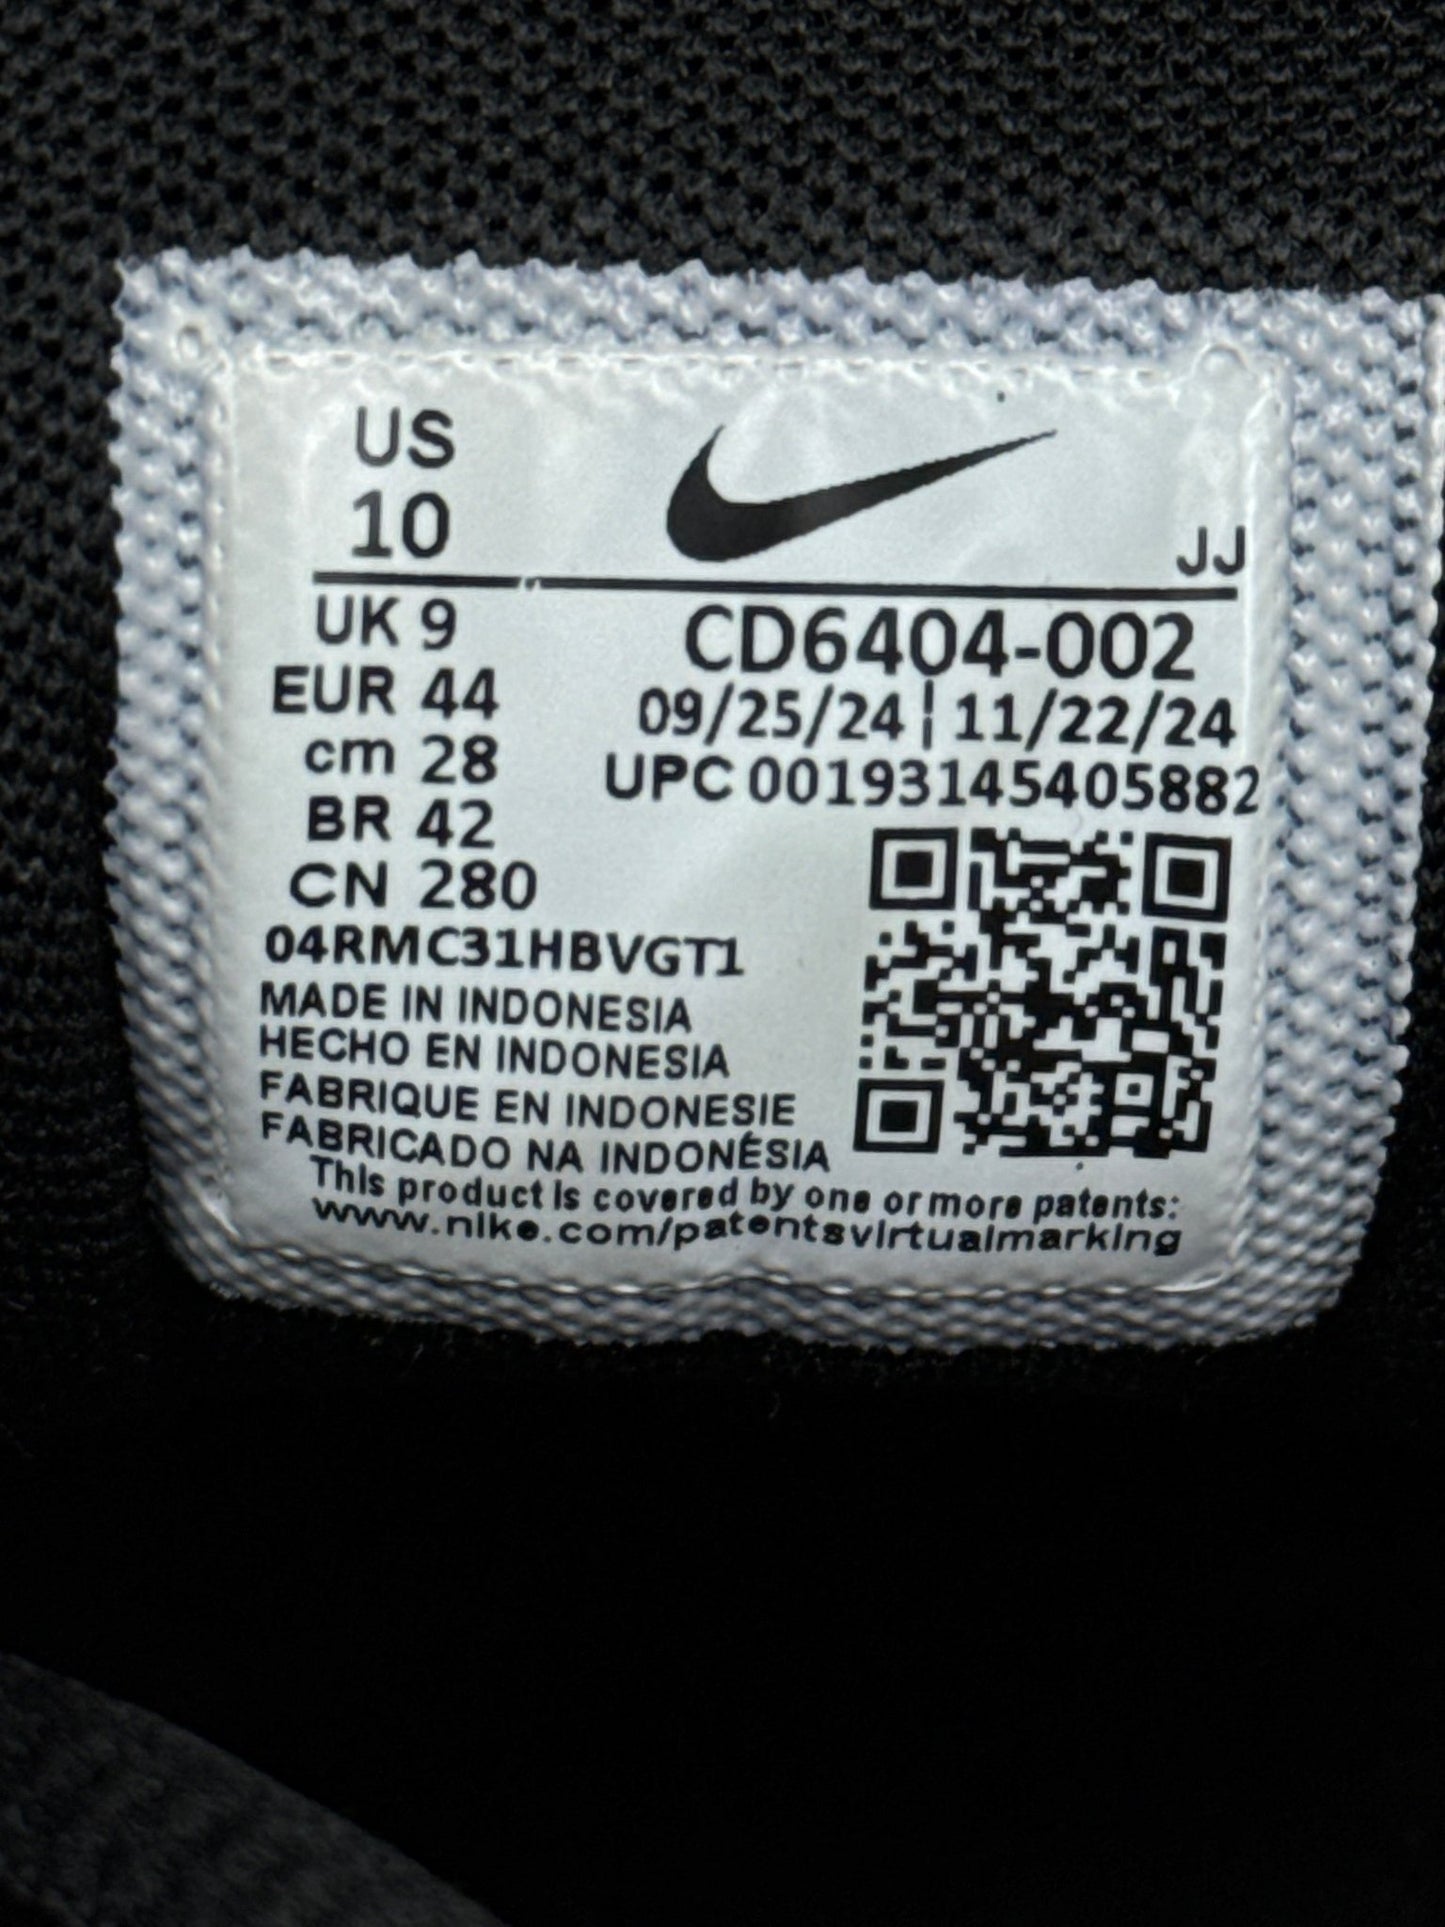 US
10
JJ
UK 9
EUR 44
cm 28
BR 42
CN 280
CD6404-002
09/25/24 | 11/22/24
UPC 00193145405882
04RMC31HBVGT1
MADE IN INDONESIA
HECHO EN INDONESIA
FABRIQUE EN INDONESIE
FABRICADO NA INDONÉSIA
This product is covered by one or more patents:
www.nike.com/patentsvirtualmarking